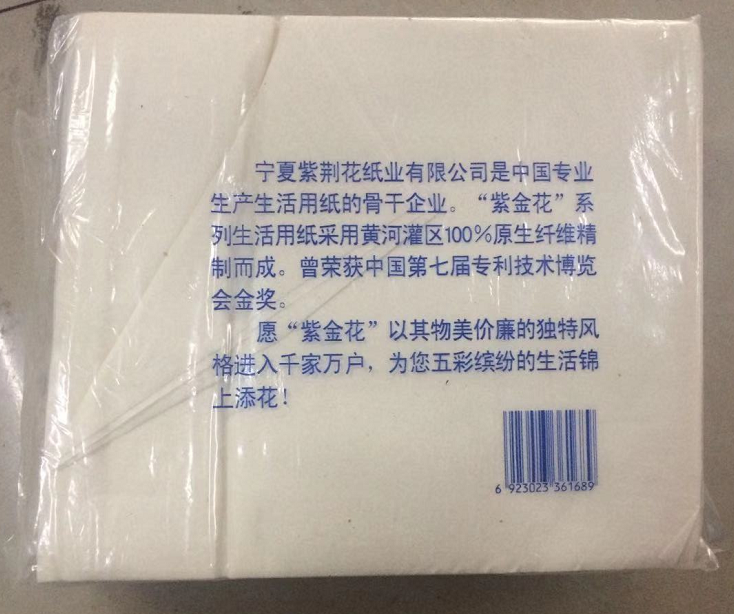 宁夏紫荆花纸业有限公司是中国专业
生产生活用纸的骨干企业。“紫金花”系
列生活用纸采用黄河灌区100%原生纤维精
制而成。曾荣获中国第七届专利技术博览
会金奖。
愿“紫金花”以其物美价廉的独特风
格进入千家万户，为您五彩缤纷的生活锦
上添花！
6 923023 361689